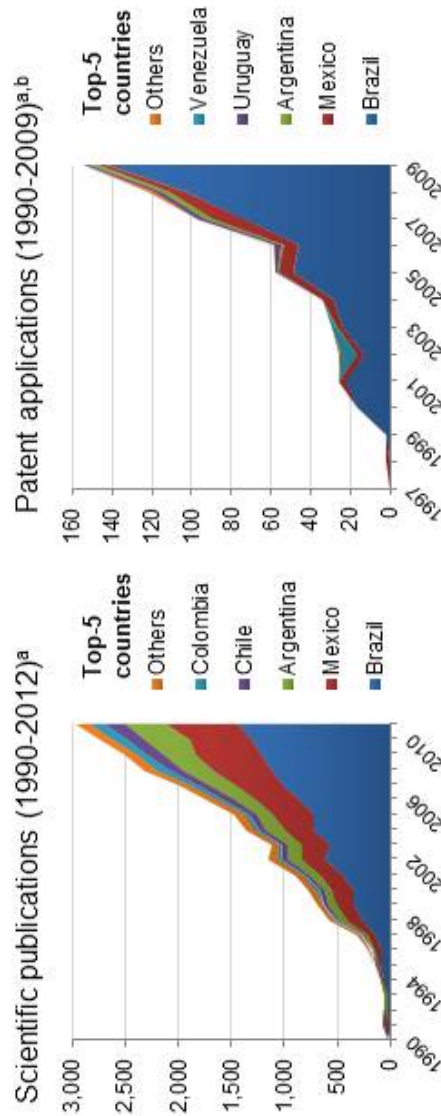 Scientific publications (1990-2012)a
3,000
2,500
2,000
1,500
1,000
500
0
1990
1994
1998
2002
2006
2010
Top-5
countries
Others
Colombia
Chile
Argentina
Mexico
Brazil
Patent applications (1990-2009)a,b
160
140
120
100
80
60
40
20
0
1997
1999
2001
2003
2005
2007
2009
Top-5
countries
Others
Venezuela
Uruguay
Argentina
Mexico
Brazil